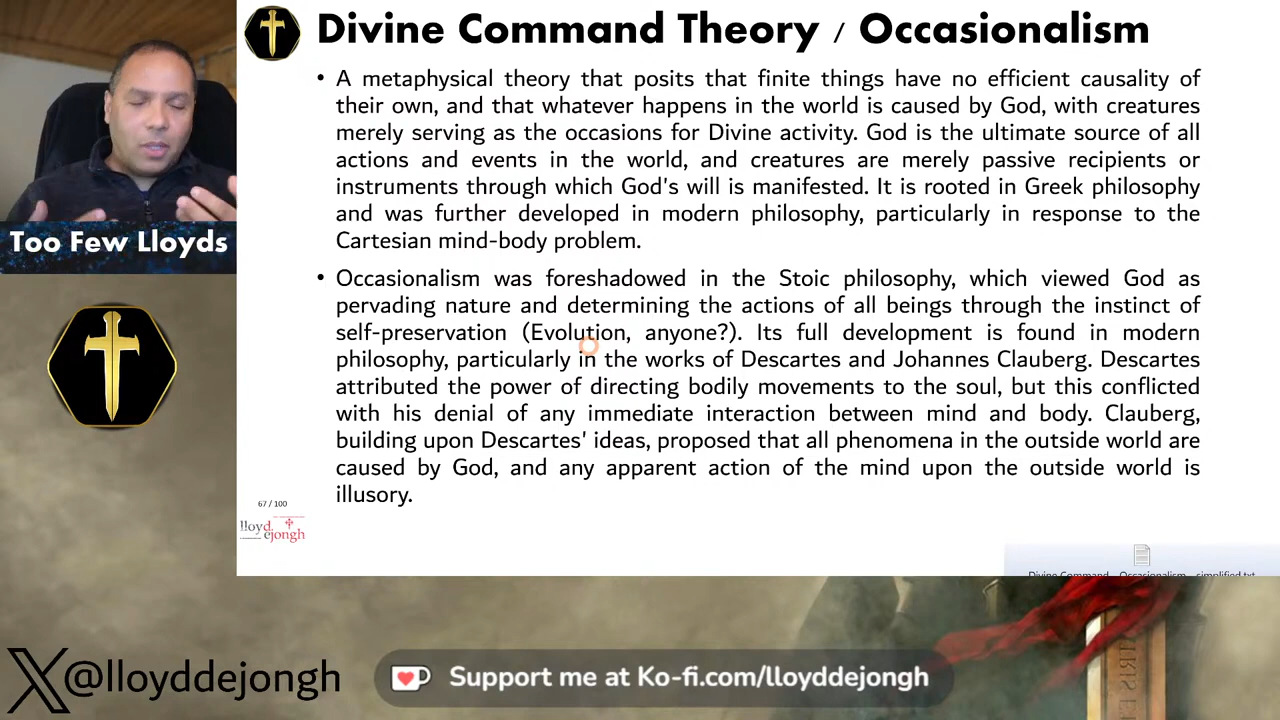 Divine Command Theory / Occasionalism
• A metaphysical theory that posits that finite things have no efficient causality of
their own, and that whatever happens in the world is caused by God, with creatures
merely serving as the occasions for Divine activity. God is the ultimate source of all
actions and events in the world, and creatures are merely passive recipients or
instruments through which God's will is manifested. It is rooted in Greek philosophy
and was further developed in modern philosophy, particularly in response to the
Cartesian mind-body problem.
• Occasionalism was foreshadowed in the Stoic philosophy, which viewed God as
pervading nature and determining the actions of all beings through the instinct of
self-preservation (Evolution, anyone?). Its full development is found in modern
philosophy, particularly in the works of Descartes and Johannes Clauberg. Descartes
attributed the power of directing bodily movements to the soul, but this conflicted
with his denial of any immediate interaction between mind and body. Clauberg,
building upon Descartes' ideas, proposed that all phenomena in the outside world are
caused by God, and any apparent action of the mind upon the outside world is
illusory.
Too Few Lloyds
67 / 100
lloyd
ejongh
Divine Command Occasionalism simplified.txt
X@lloyddejongh
Support me at Ko-fi.com/lloyddejongh